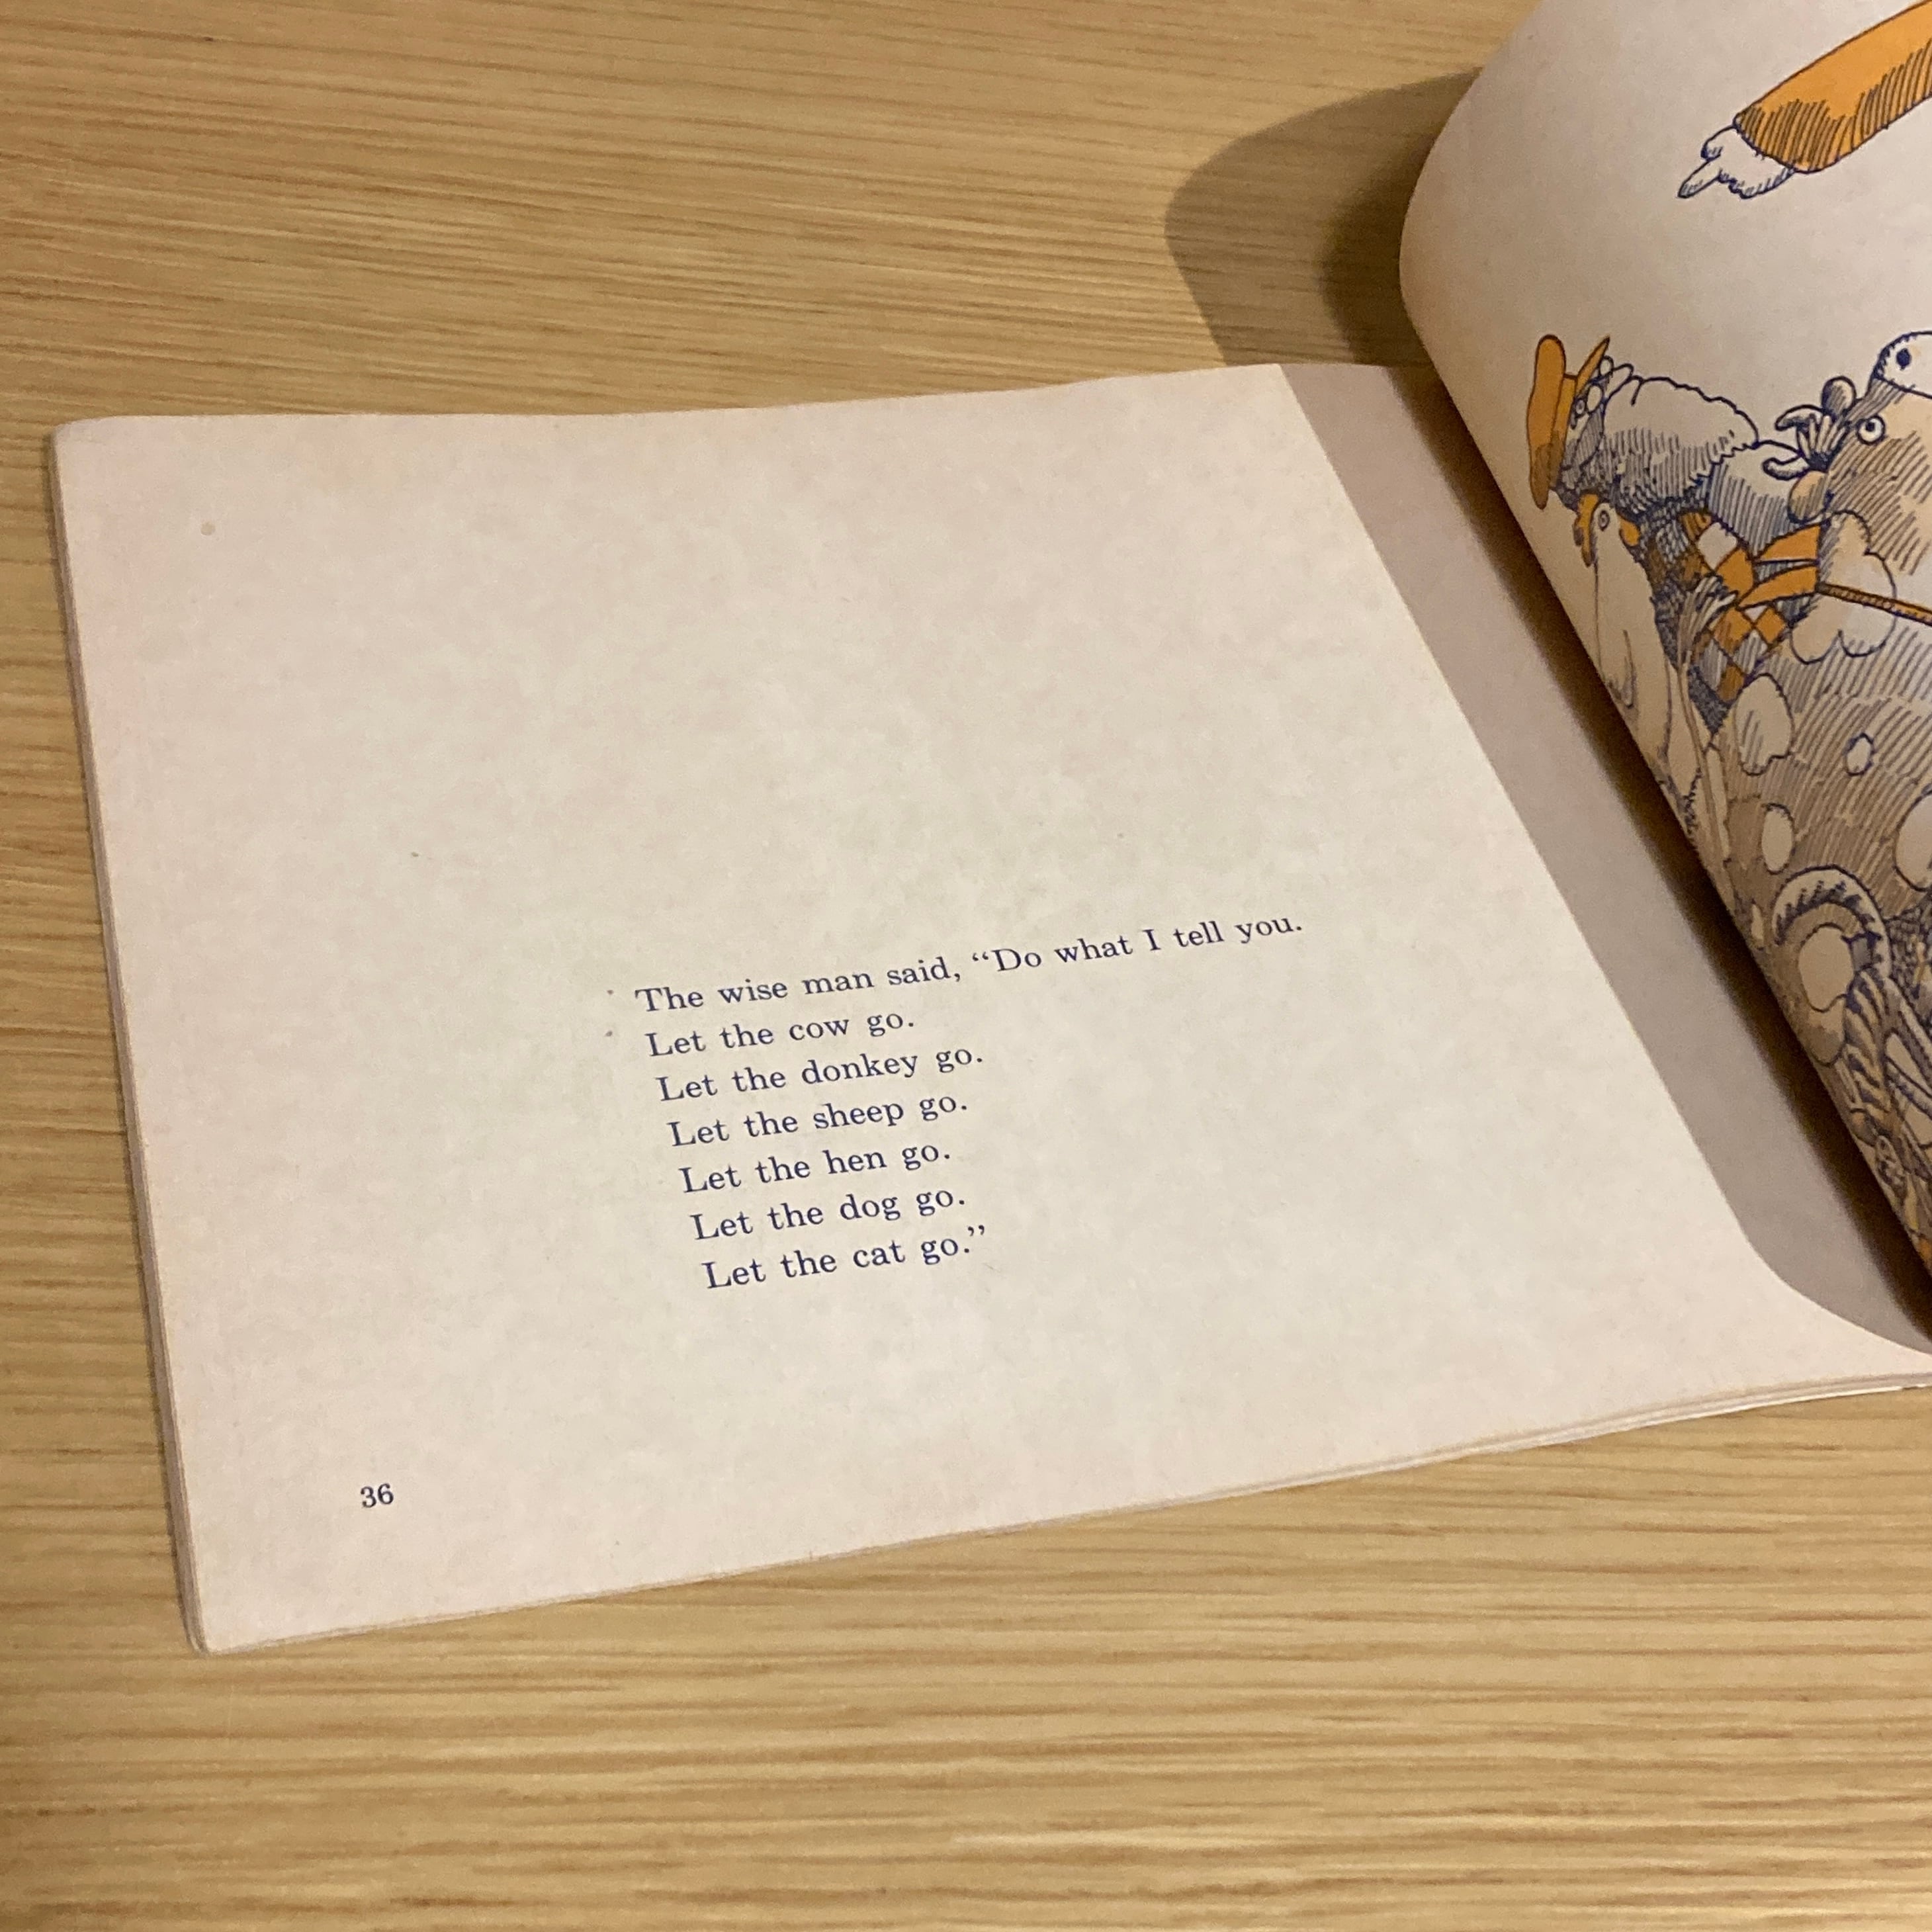 The wise man said, “Do what I tell you.
Let the cow go.
Let the donkey go.
Let the sheep go.
Let the hen go.
Let the dog go.
Let the cat go.”
36